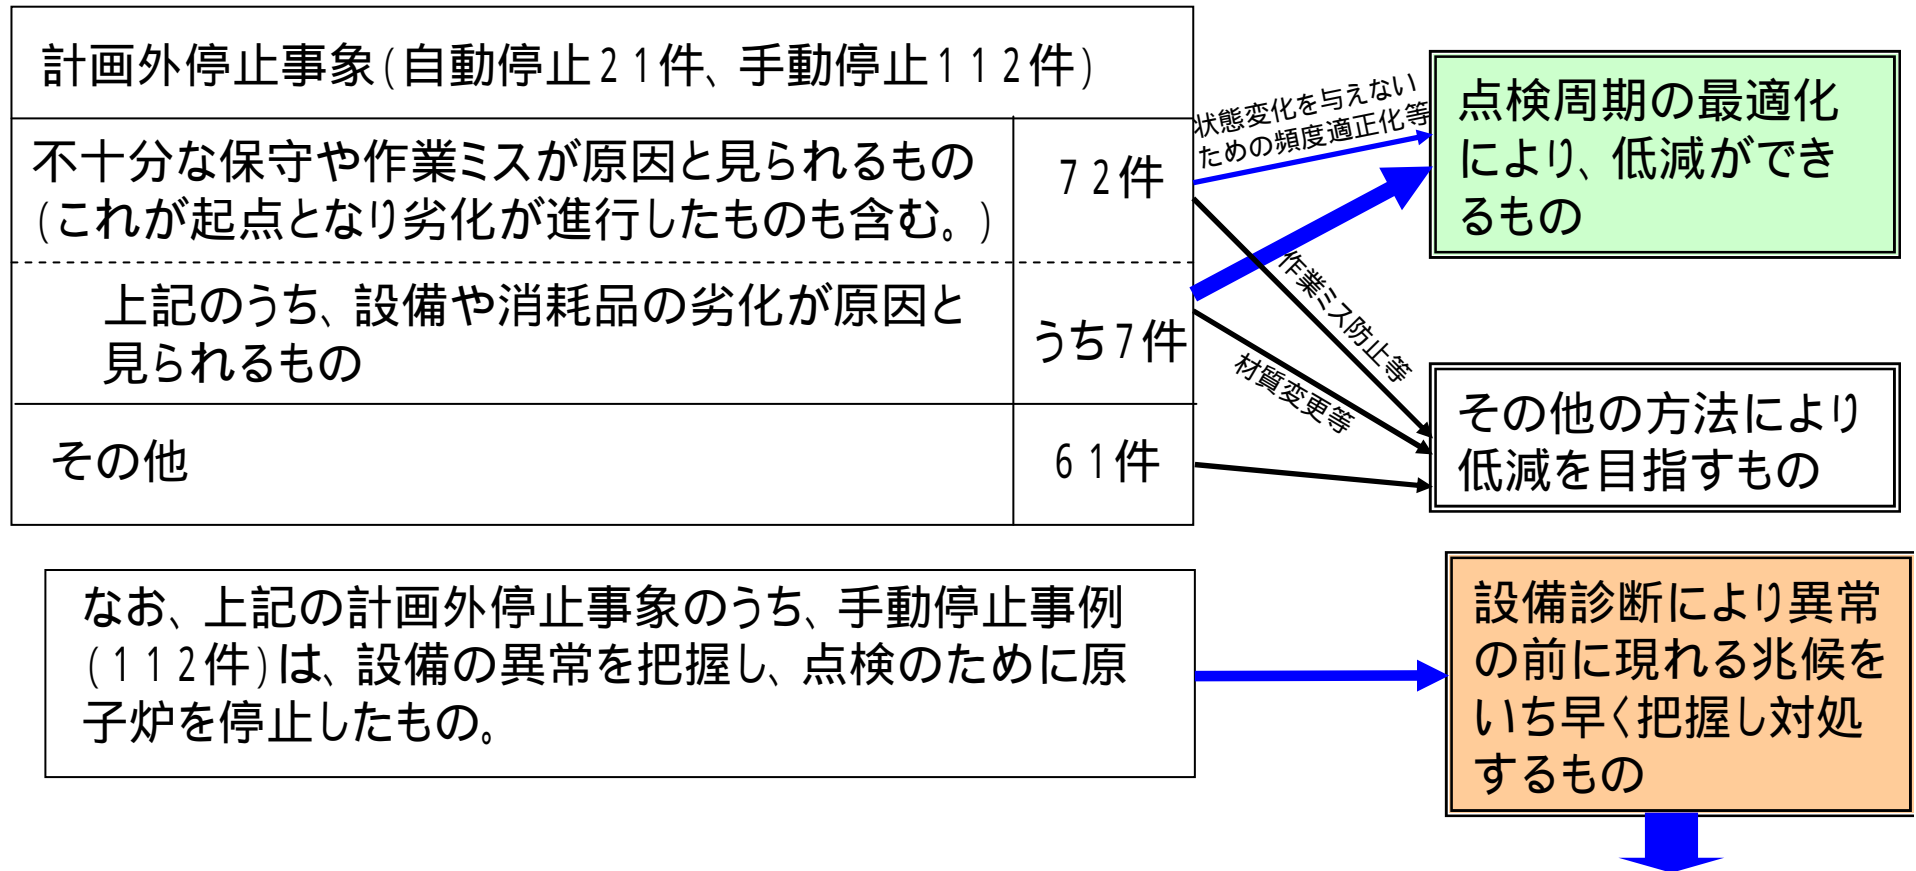 計画外停止事象(自動停止21件、手動停止112件)
不十分な保守や作業ミスが原因と見られるもの
(これが起点となり劣化が進行したものも含む。)
72件
上記のうち、設備や消耗品の劣化が原因と
見られるもの
うち7件
その他
61件
状態変化を与えない
ための頻度適正化等
作業ミス防止等
材質変更等
点検周期の最適化
により、低減ができ
るもの
その他の方法により
低減を目指すもの
なお、上記の計画外停止事象のうち、手動停止事例
(112件)は、設備の異常を把握し、点検のために原
子炉を停止したもの。
設備診断により異常
の前に現れる兆候を
いち早く把握し対処
するもの